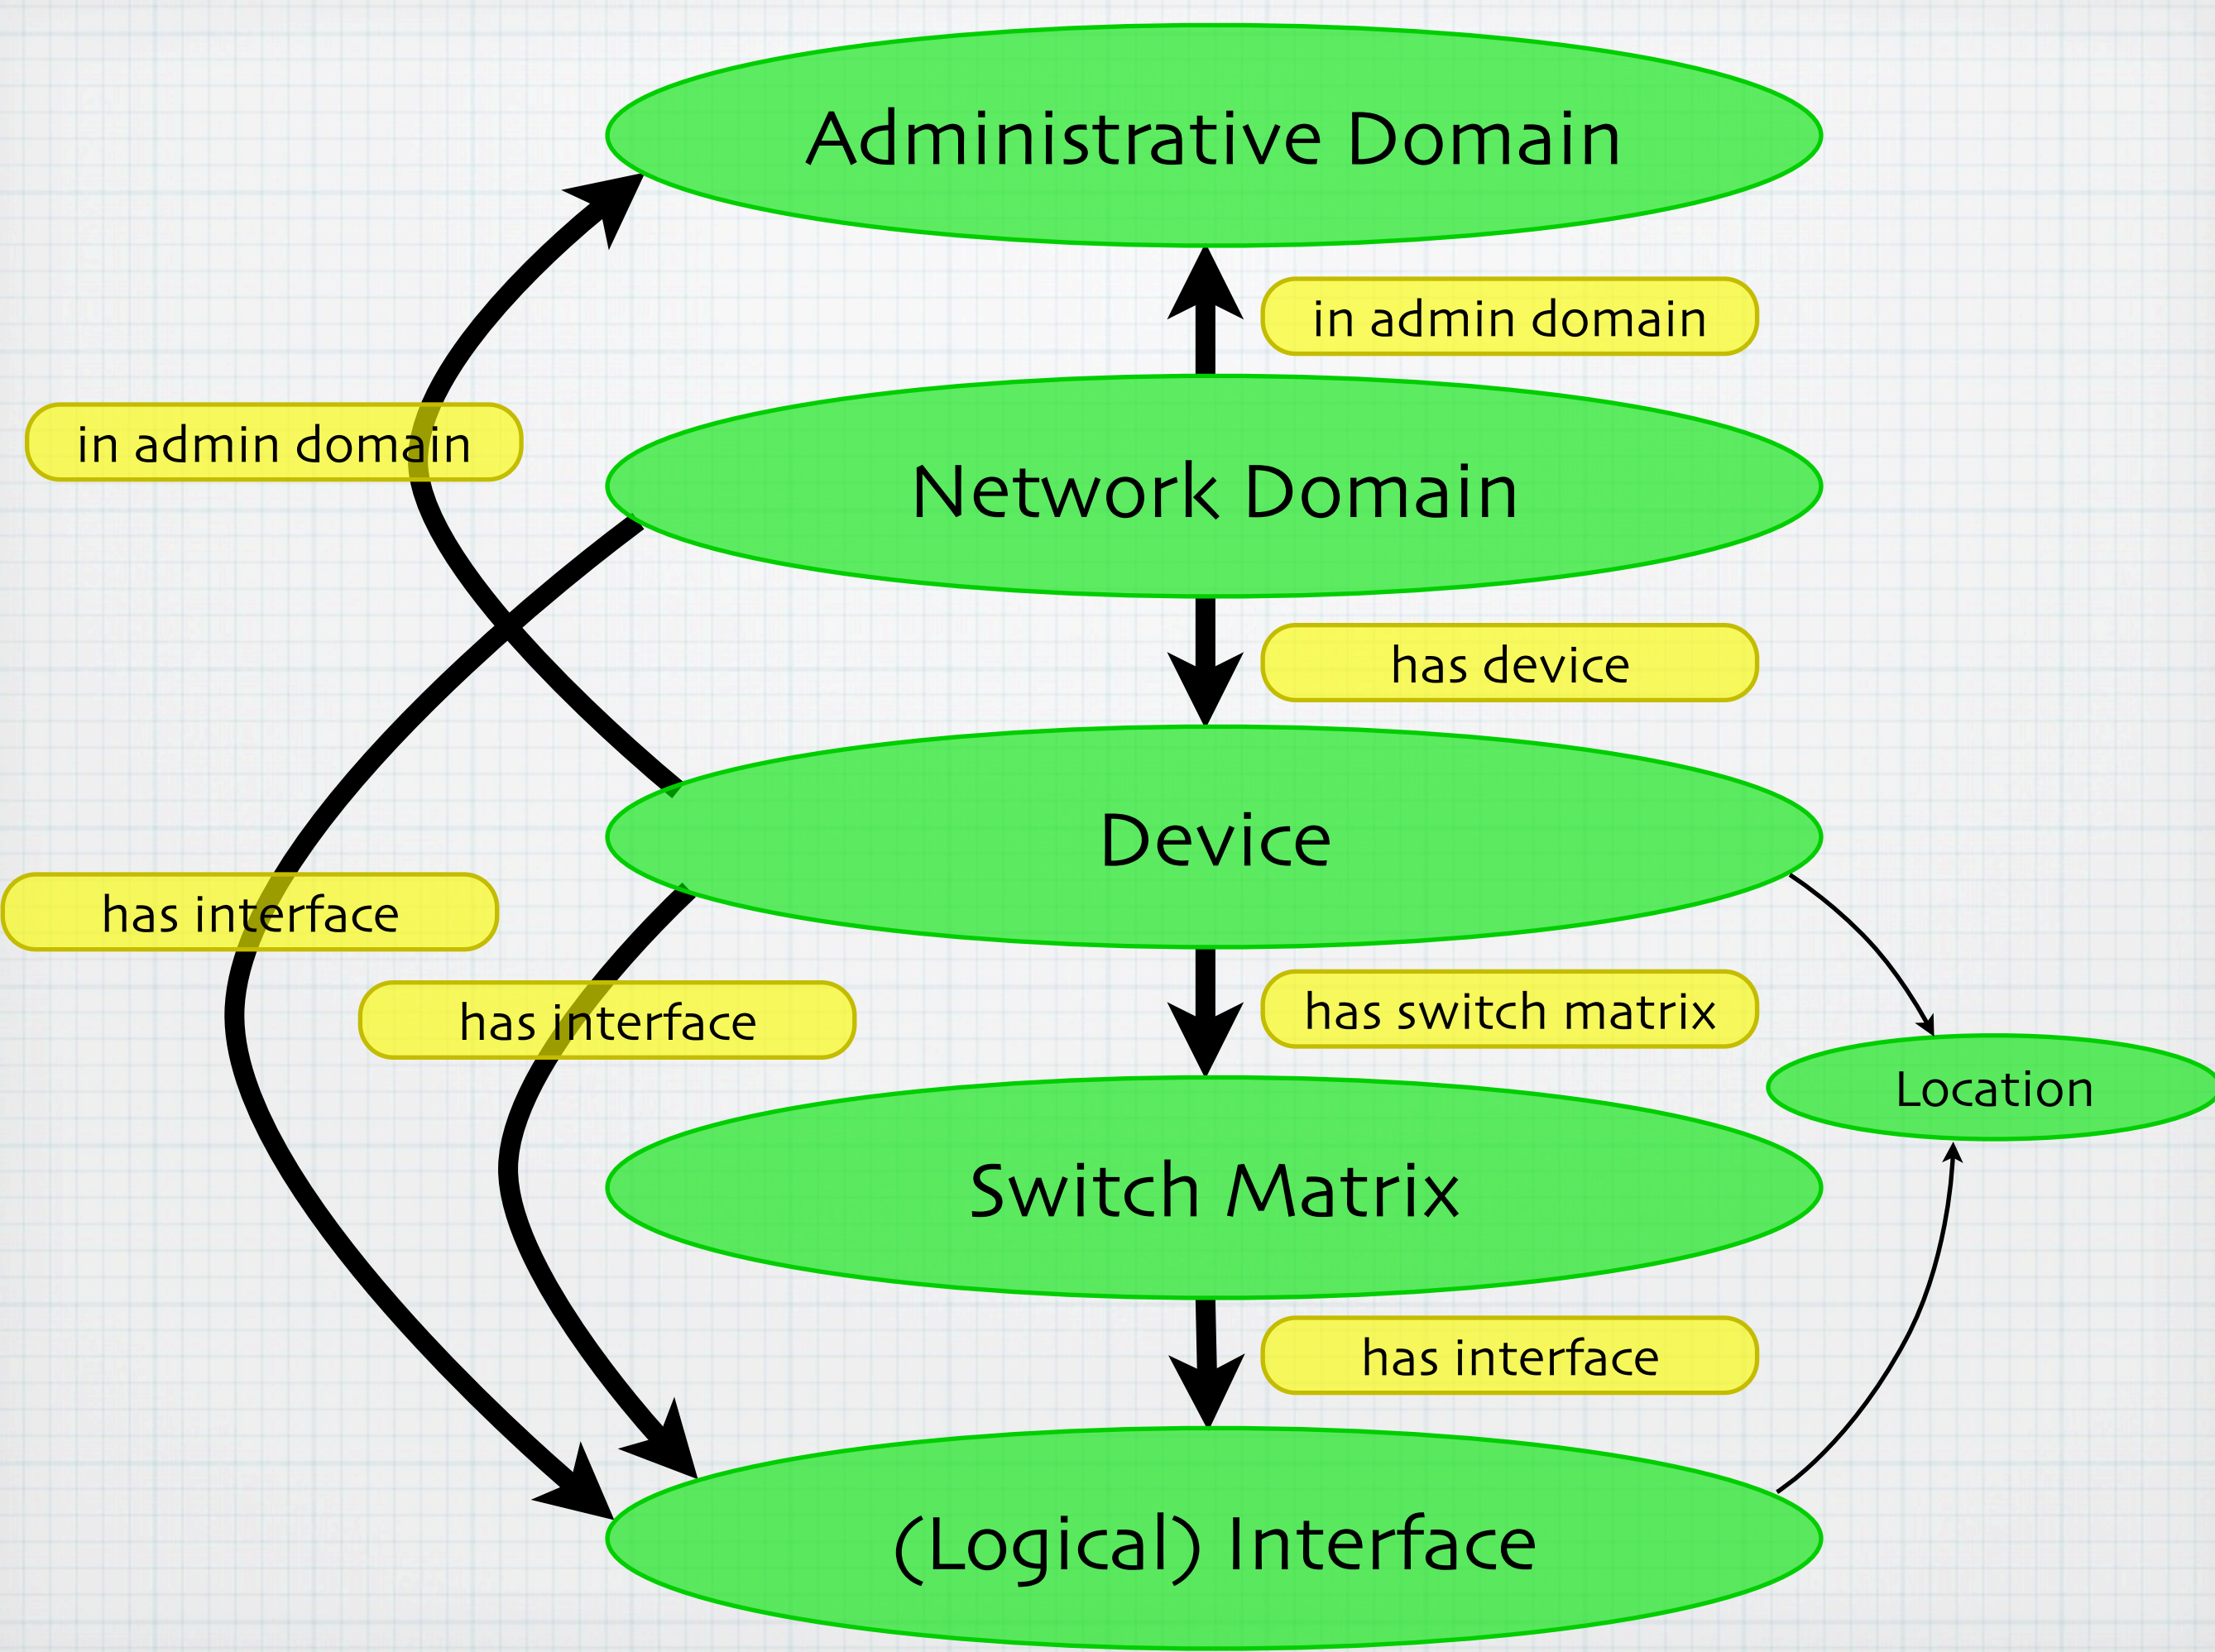 Administrative Domain
in admin domain
in admin domain
Network Domain
has device
Device
has interface
has interface
has switch matrix
Location
Switch Matrix
has interface
(Logical) Interface